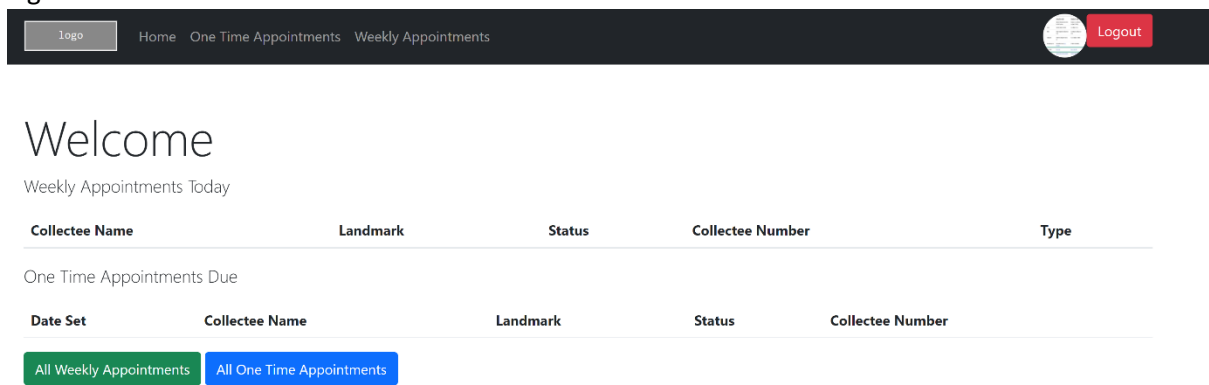 logo Home One Time Appointments Weekly Appointments Logout
Welcome
Weekly Appointments Today
Collectee Name Landmark Status Collectee Number Type
One Time Appointments Due
Date Set Collectee Name Landmark Status Collectee Number
All Weekly Appointments All One Time Appointments